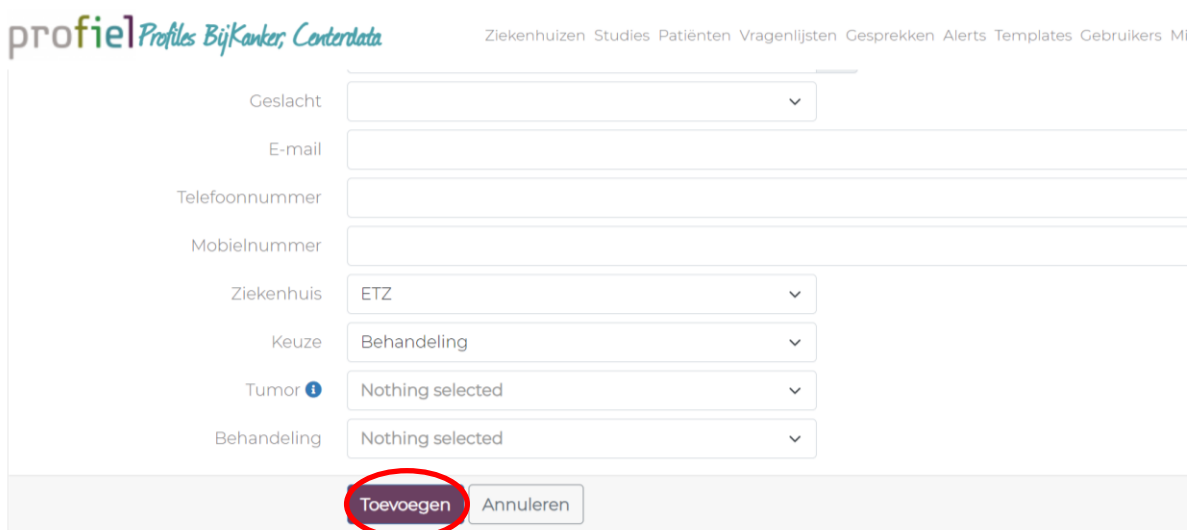 profiel Profiles BijKanker, Centerdata
Ziekenhuizen Studies Patiënten Vragenlijsten Gesprekken Alerts Templates Gebruikers Mi
Geslacht
E-mail
Telefoonnummer
Mobielnummer
Ziekenhuis ETZ
Keuze Behandeling
Tumor Nothing selected
Behandeling Nothing selected
Toevoegen Annuleren